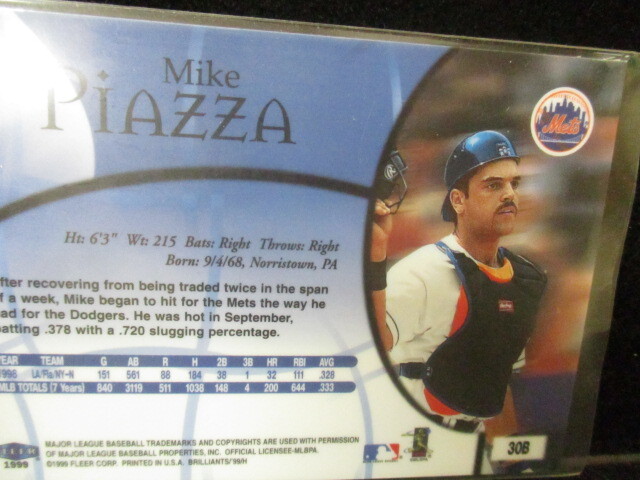 Mike
PIAZZA
Mets
Ht: 6'3" Wt: 215 Bats: Right Throws: Right
Born: 9/4/68, Norristown, PA
fter recovering from being traded twice in the span
f a week, Mike began to hit for the Mets the way he
ad for the Dodgers. He was hot in September,
atting .378 with a .720 slugging percentage.
YEAR TEAM G AB R H 2B 3B HR RBI AVG
1998 LA/Fla/NY-N 151 561 88 184 38 1 32 111 .328
MLB TOTALS (7 Years) 840 3119 511 1038 148 4 200 644 .333
FLEER
1999
MAJOR LEAGUE BASEBALL TRADEMARKS AND COPYRIGHTS ARE USED WITH PERMISSION
OF MAJOR LEAGUE BASEBALL PROPERTIES, INC. OFFICIAL LICENSEE-MLBPA.
©1999 FLEER CORP. PRINTED IN U.S.A. BRILLIANTS/'99/H
30B